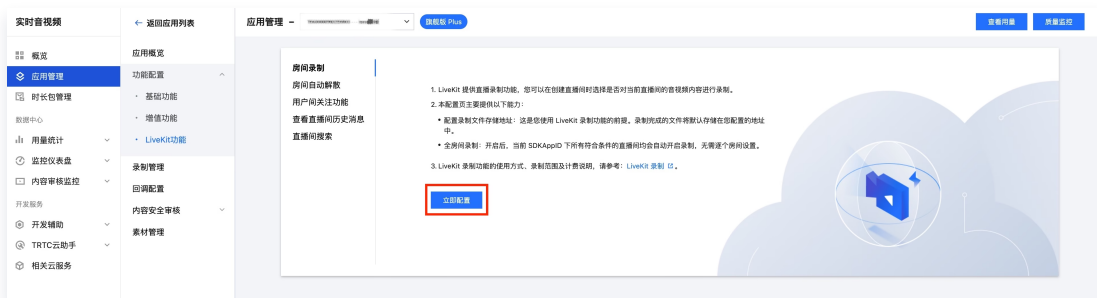 实时音视频
← 返回应用列表
应用管理 –
旗舰版 Plus
查看用量
质量监控
概览
应用管理
时长包管理
数据中心
用量统计
监控仪表盘
内容审核监控
开发服务
开发辅助
TRTC云助手
相关云服务
应用概览
功能配置
· 基础功能
· 增值功能
· LiveKit功能
录制管理
回调配置
内容安全审核
素材管理
房间录制
房间自动解散
用户间关注功能
查看直播间历史消息
直播间搜索
1. LiveKit 提供直播录制功能，您可以在创建直播间时选择是否对当前直播间的音视频内容进行录制。
2. 本配置页主要提供以下能力：
• 配置录制文件存储地址：这是您使用 LiveKit 录制功能的前提。录制完成的文件将默认存储在您配置的地址
中。
• 全房间录制：开启后，当前 SDKAppID 下所有符合条件的直播间均会自动开启录制，无需逐个房间设置。
3. LiveKit 录制功能的使用方式、录制范围及计费说明，请参考：LiveKit 录制 。
立即配置